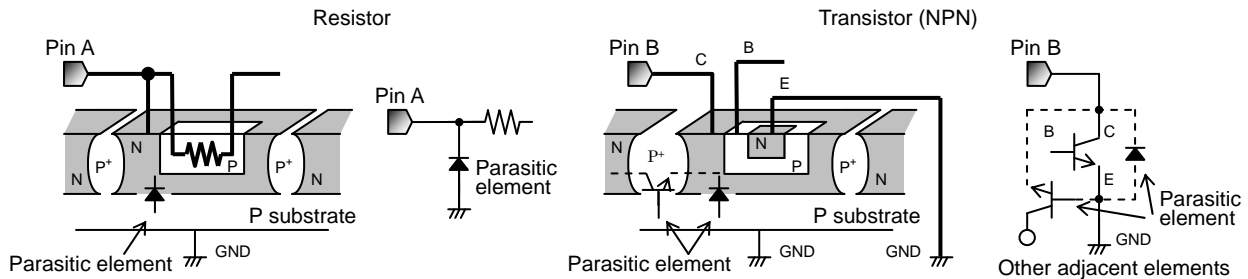 Resistor
Transistor (NPN)
Pin A
Pin A
Parasitic
element
N
P+
N
P
P+
N
P substrate
Parasitic element
GND
Pin B
C
B
E
N
P+
N
P
P+
N
N
P substrate
Parasitic element
GND
GND
Pin B
B
C
E
Parasitic
element
GND
Other adjacent elements